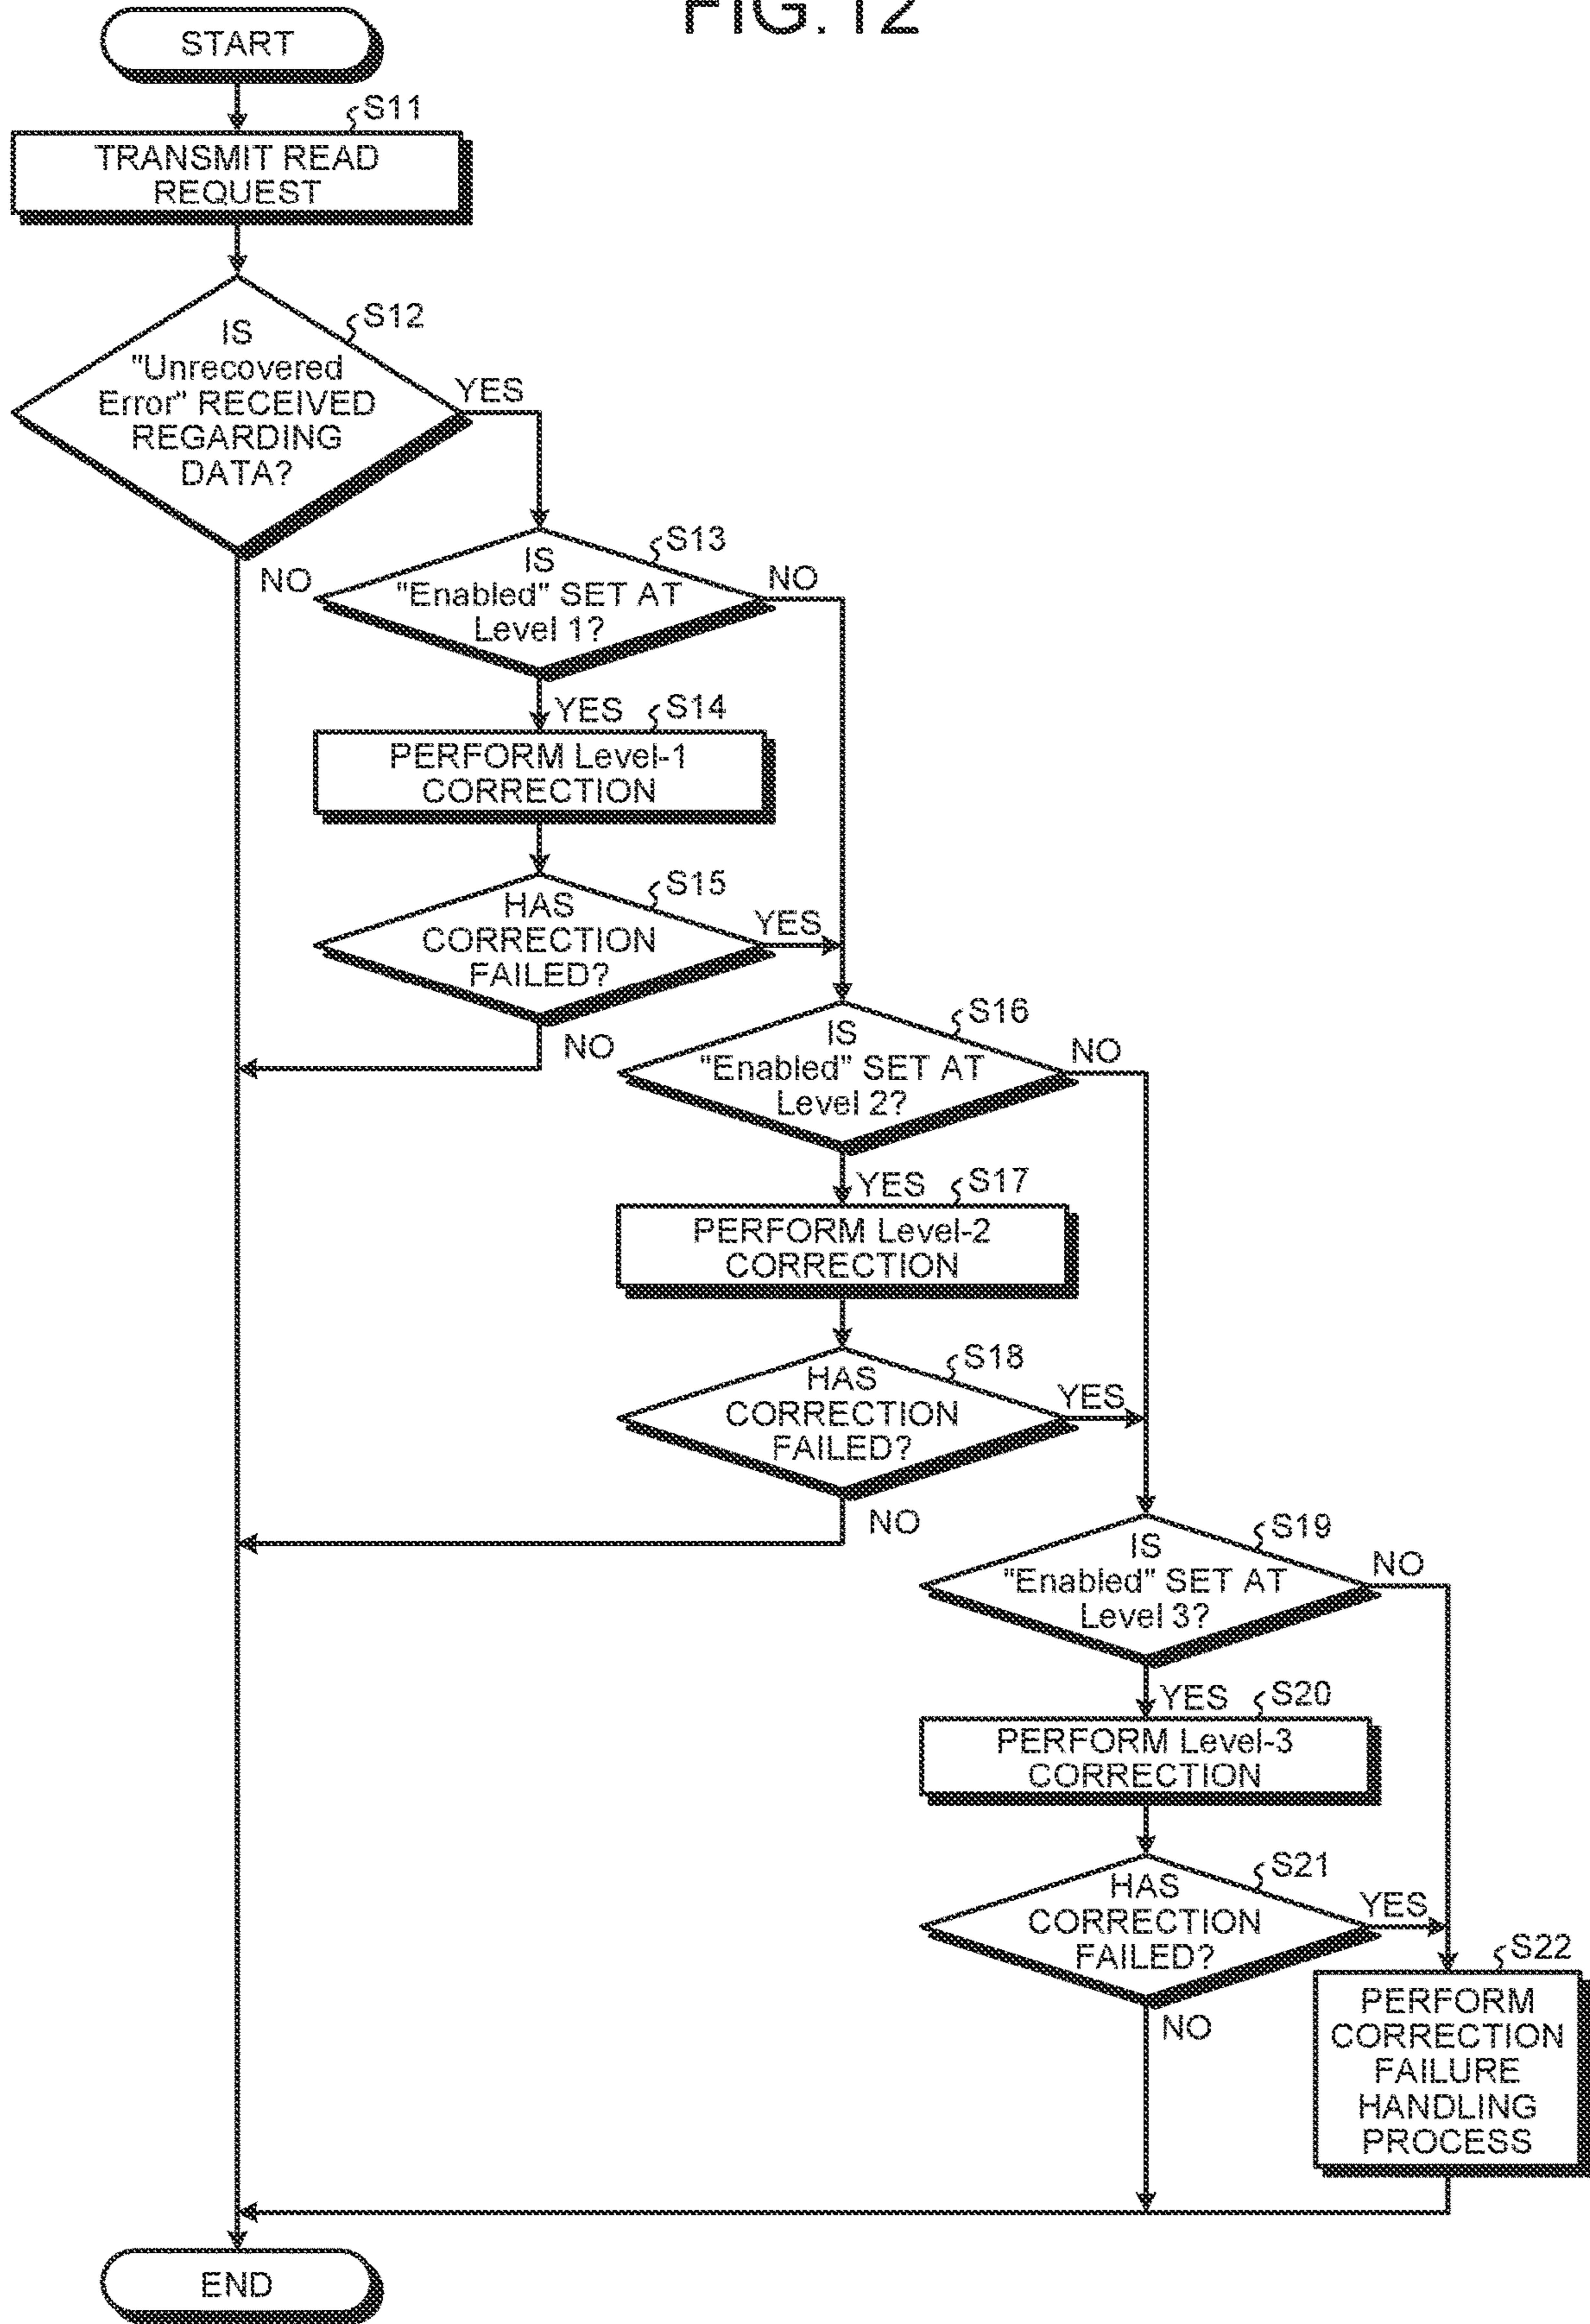 FIG. 12
START
S11
TRANSMIT READ
REQUEST
S12
IS
"Unrecovered
Error" RECEIVED
REGARDING
DATA?
YES
NO
S13
IS
"Enabled" SET AT
Level 1?
NO
YES
S14
PERFORM Level-1
CORRECTION
S15
HAS
CORRECTION
FAILED?
YES
NO
S16
IS
"Enabled" SET AT
Level 2?
NO
YES
S17
PERFORM Level-2
CORRECTION
S18
HAS
CORRECTION
FAILED?
YES
NO
S19
IS
"Enabled" SET AT
Level 3?
NO
YES
S20
PERFORM Level-3
CORRECTION
S21
HAS
CORRECTION
FAILED?
YES
NO
S22
PERFORM
CORRECTION
FAILURE
HANDLING
PROCESS
END